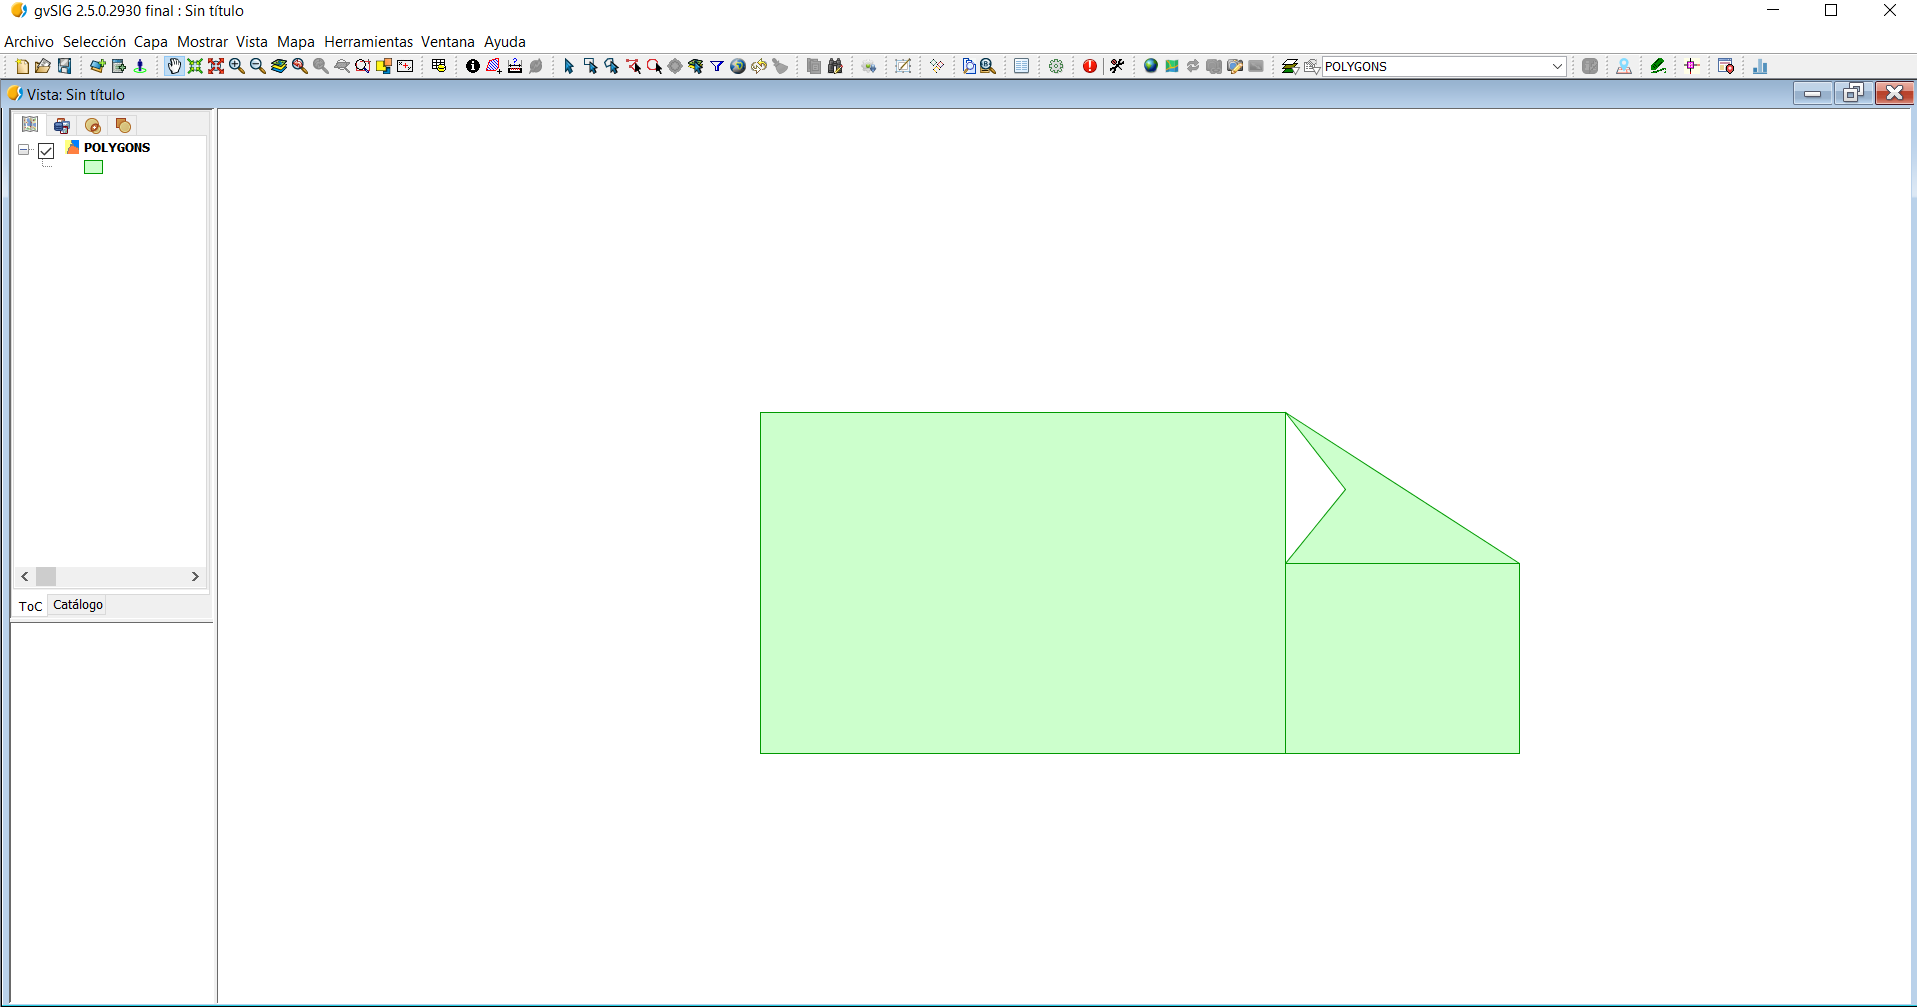 gvSIG 2.5.0.2930 final : Sin título
Archivo Selección Capa Mostrar Vista Mapa Herramientas Ventana Ayuda
POLYGONS
Vista: Sin título
POLYGONS
ToC Catálogo